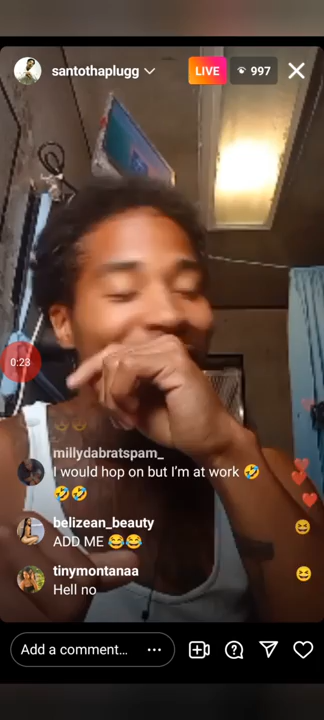 santothaplugg
LIVE
997
0:23
millydabratspam_
I would hop on but I'm at work 🤣
🤣🤣
belizean_beauty
ADD ME 😂😂
tinymontanaa
Hell no
Add a comment...